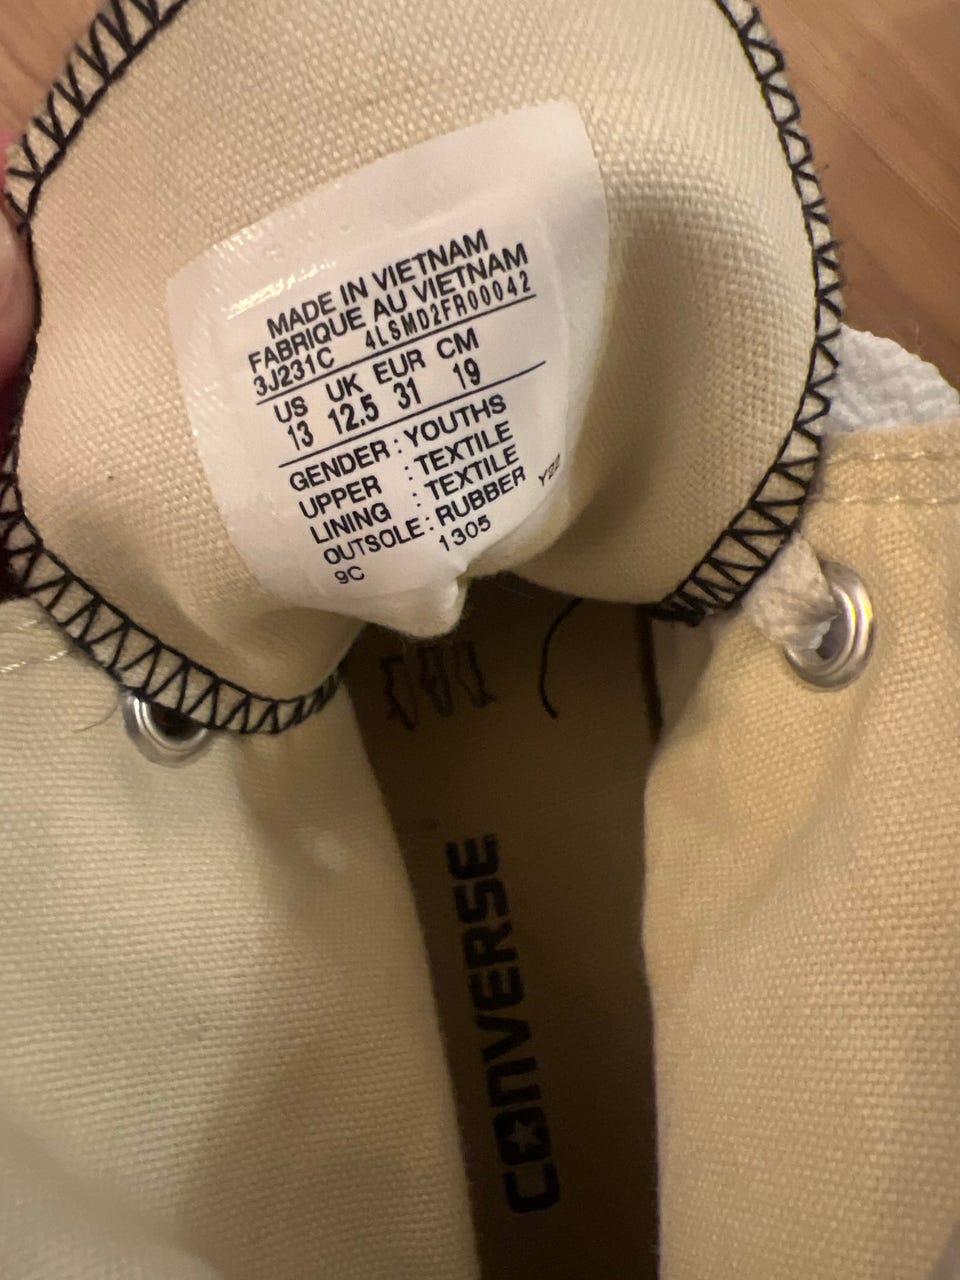 MADE IN VIETNAM
FABRIQUE AU VIETNAM
3J231C 4LSMD2FR00042
US UK EUR CM
13 12.5 31 19
GENDER : YOUTHS
UPPER : TEXTILE
LINING : TEXTILE
OUTSOLE : RUBBER
9C 1305 Y22
CONVERSE